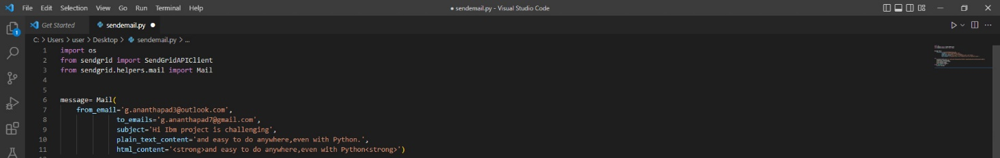 File Edit Selection View Go Run Terminal Help ● sendemail.py - Visual Studio Code
Get Started sendemail.py ●
1
C: > Users > user > Desktop > sendemail.py > ...
1 import os
2 from sendgrid import SendGridAPIClient
3 from sendgrid.helpers.mail import Mail
4
5
6 message= Mail(
7 from_email='g.ananthapad3@outlook.com',
8 to_emails='g.ananthapad7@gmail.com',
9 subject='Hi Ibm project is challenging',
10 plain_text_content='and easy to do anywhere,even with Python.',
11 html_content='<strong>and easy to do anywhere,even with Python<strong>')